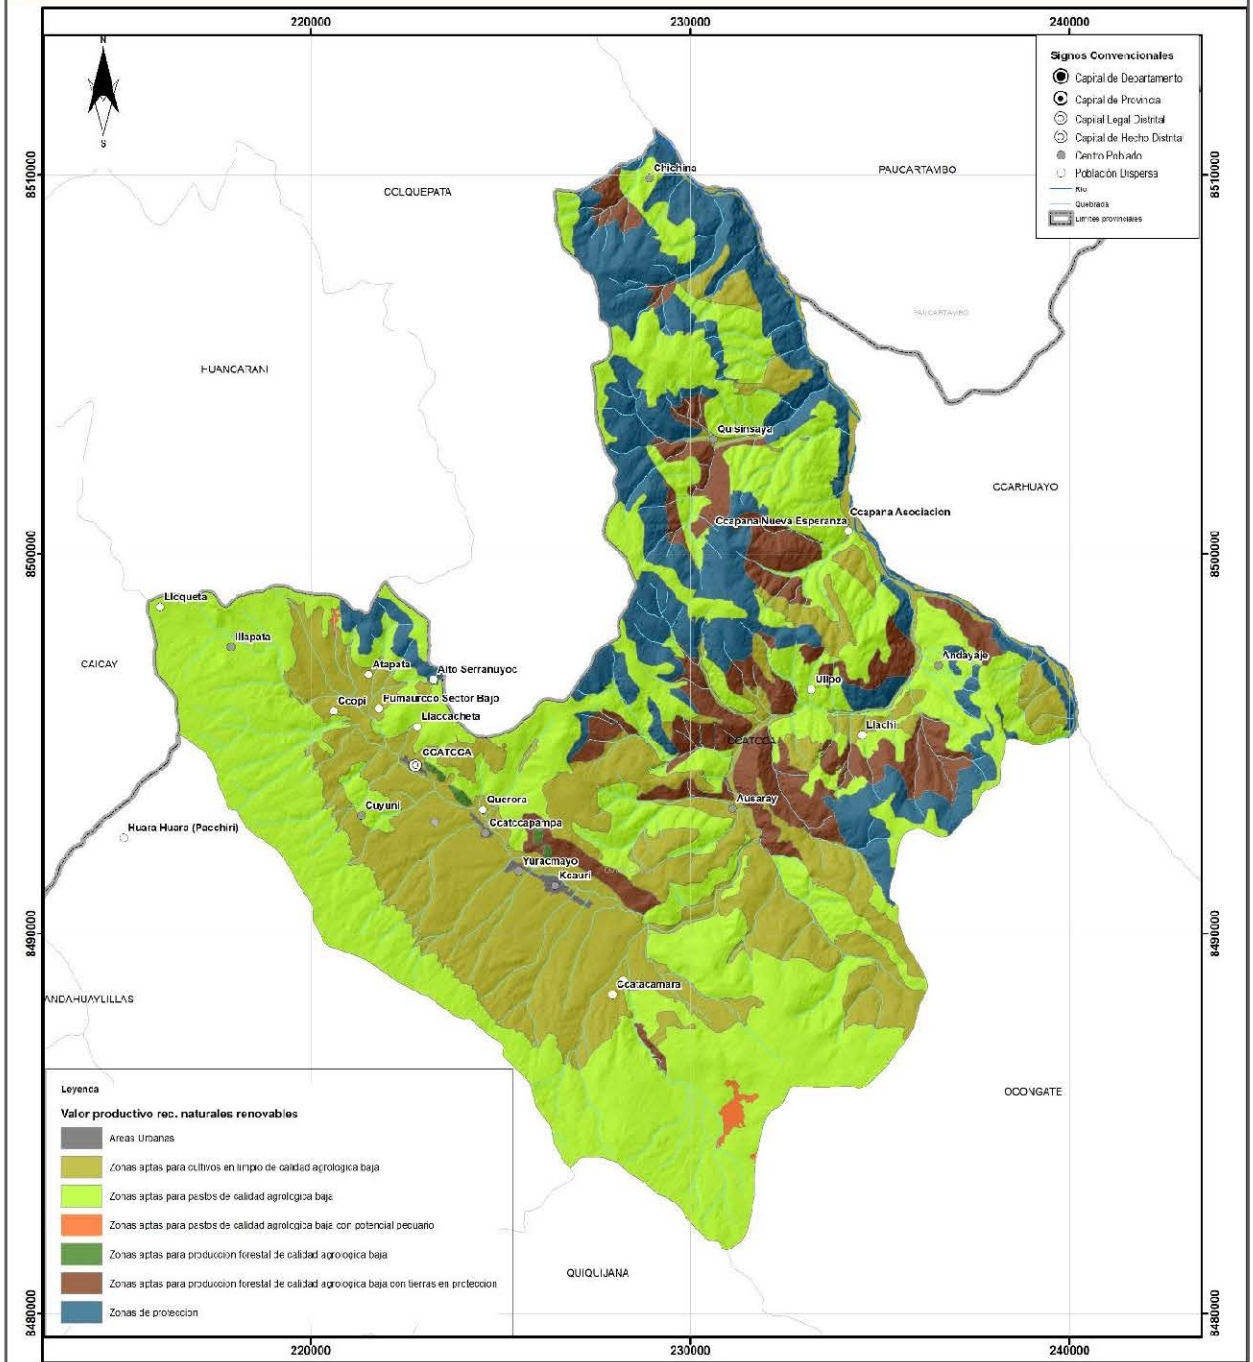 220000
230000
240000
N
S
Signos Convencionales
Capital de Departamento
Capital de Provincia
Capital Legal Distrital
Capital de Hecho Distrital
Centro Poblado
Población Dispersa
Rio
Quebrada
Limites provinciales
8510000
8510000
COLQUEPATA
PAUCARTAMBO
Chichina
PAUCARTAMBO
HUANCARANI
Quisinsaya
CCARHUAYO
Ccapana Asociacion
Ccapana Nueva Esperanza
8500000
8500000
Lloqueta
Illapata
CAICAY
Atapata
Alto Serranuyoc
Andayaje
Ullpo
Ccopi
Pumaurcco Sector Bajo
Llaccacheta
Llachi
CCATCCA
CCATCCA
Querora
Ausaray
Cuyuni
Ccatccapampa
Huara Huara (Pacchiri)
Yuracmayo
Kcauri
8490000
8490000
Ccatacamara
ANDAHUAYLILLAS
OCONGATE
QUIQUIJANA
Leyenda
Valor productivo rec. naturales renovables
Areas Urbanas
Zonas aptas para cultivos en limpio de calidad agrologica baja
Zonas aptas para pastos de calidad agrologica baja
Zonas aptas para pastos de calidad agrologica baja con potencial pecuario
Zonas aptas para produccion forestal de calidad agrologica baja
Zonas aptas para produccion forestal de calidad agrologica baja con tierras en proteccion
Zonas de proteccion
8480000
8480000
220000
230000
240000